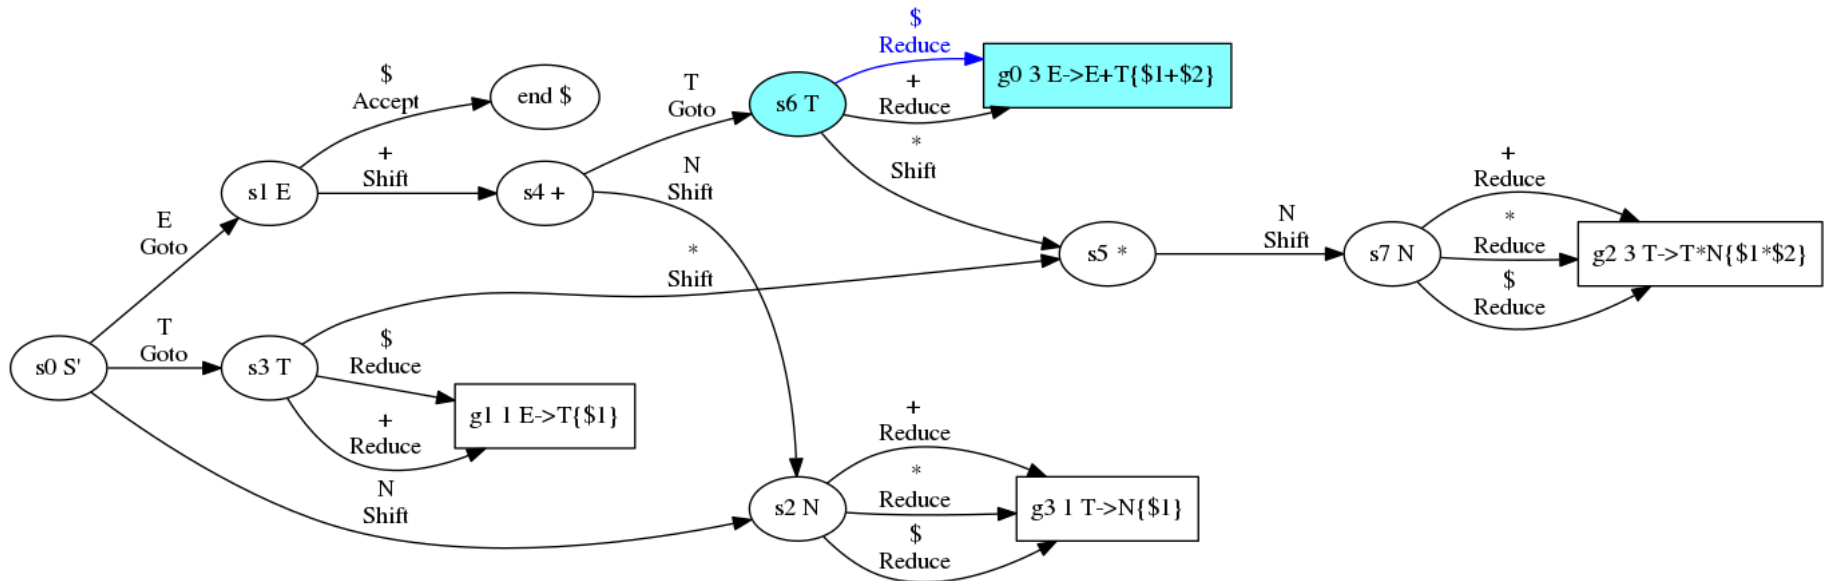 $
Reduce
g0 3 E->E+T{$1+$2}
+
Reduce
$
Accept
end $
T
Goto
s6 T
*
Shift
+
Shift
s1 E
s4 +
N
Shift
E
Goto
*
Shift
s5 *
N
Shift
s7 N
+
Reduce
*
Reduce
$
Reduce
g2 3 T->T*N{$1*$2}
s0 S'
T
Goto
s3 T
$
Reduce
+
Reduce
g1 1 E->T{$1}
N
Shift
s2 N
+
Reduce
*
Reduce
$
Reduce
g3 1 T->N{$1}